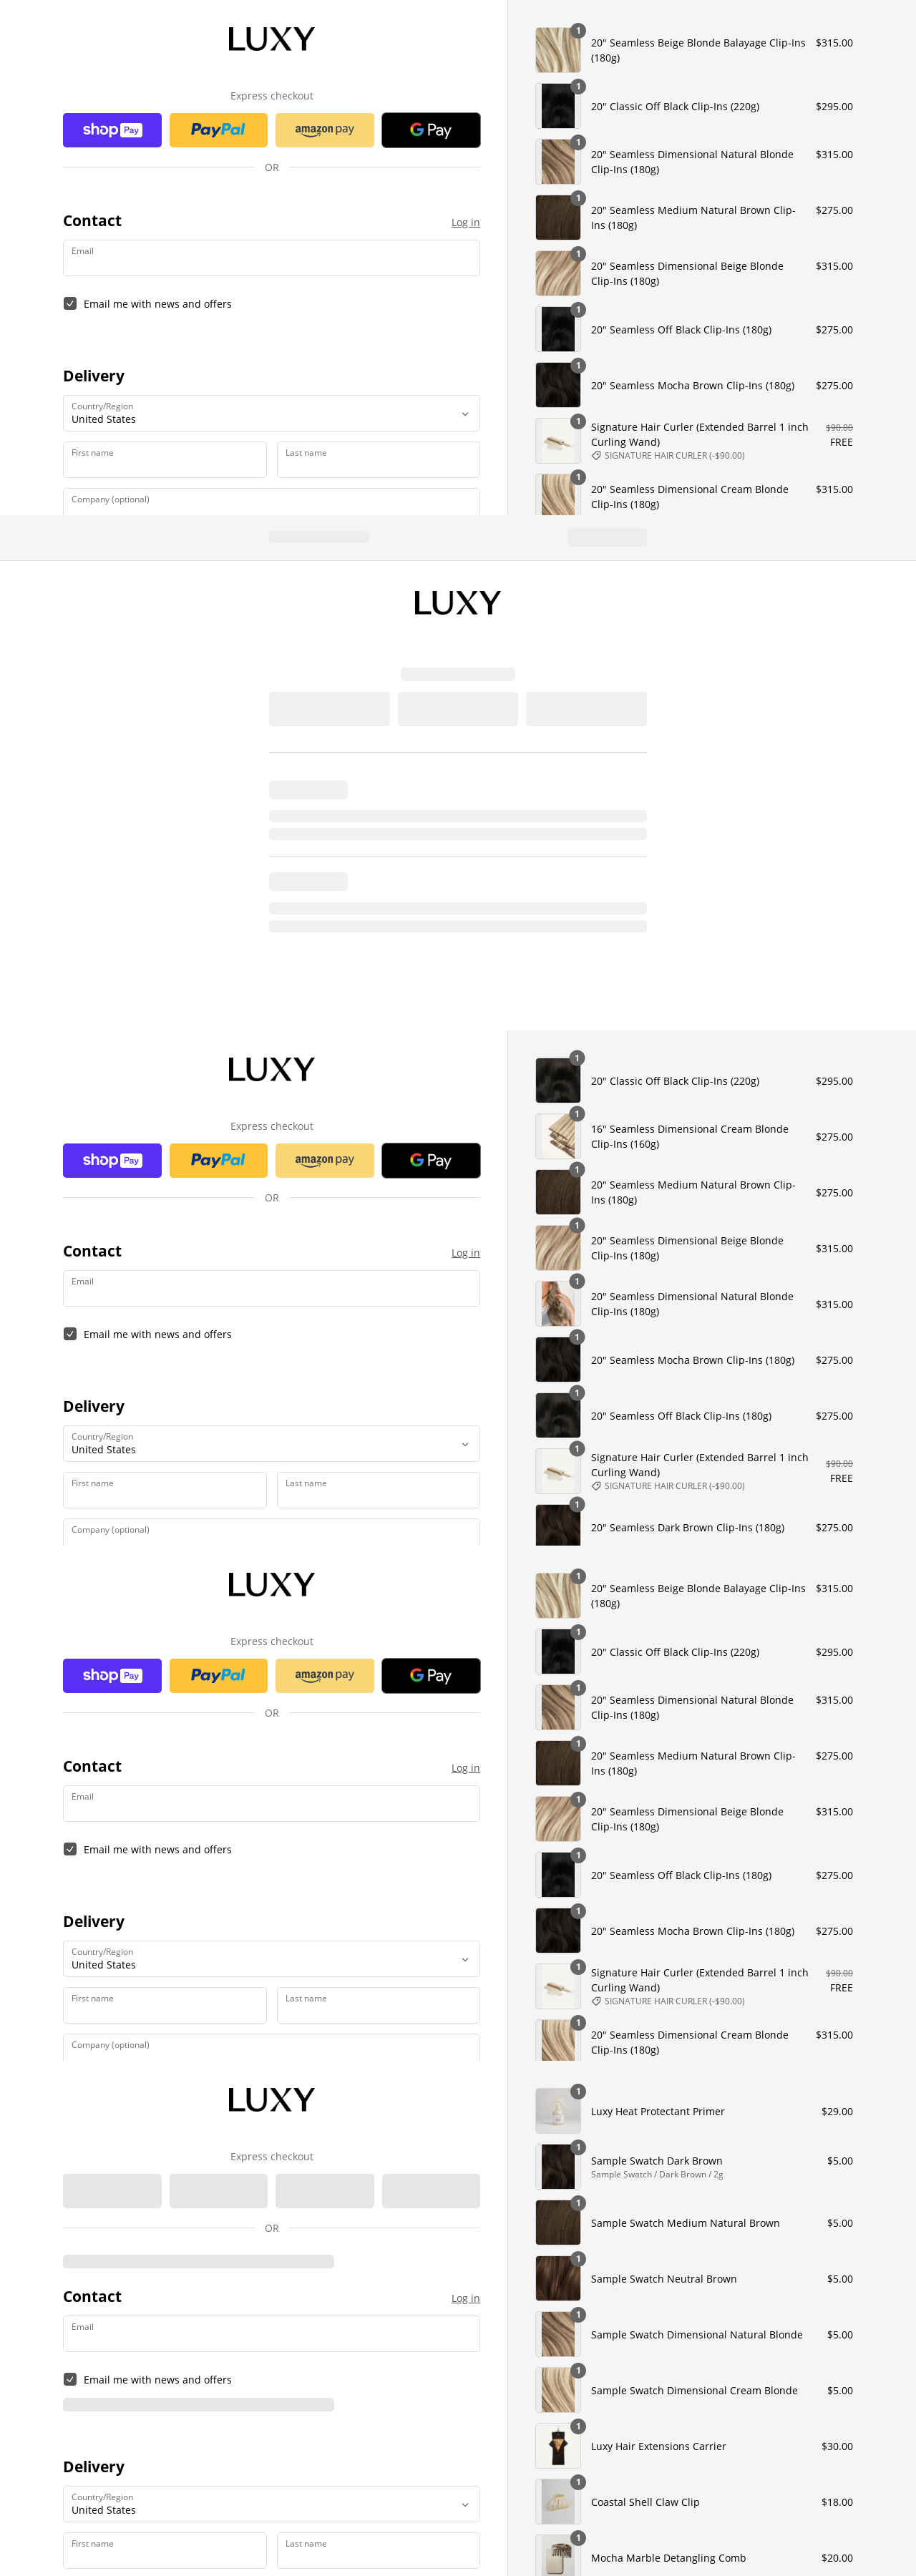 LUXY
Express checkout
shop Pay
PayPal
amazon pay
G Pay
OR
Contact
Log in
Email
Email me with news and offers
Delivery
Country/Region
United States
First name
Last name
Company (optional)
1
20" Seamless Beige Blonde Balayage Clip-Ins
$315.00
(180g)
1
20" Classic Off Black Clip-Ins (220g)
$295.00
1
20" Seamless Dimensional Natural Blonde
$315.00
Clip-Ins (180g)
1
20" Seamless Medium Natural Brown Clip-
$275.00
Ins (180g)
1
20" Seamless Dimensional Beige Blonde
$315.00
Clip-Ins (180g)
1
20" Seamless Off Black Clip-Ins (180g)
$275.00
1
20" Seamless Mocha Brown Clip-Ins (180g)
$275.00
1
Signature Hair Curler (Extended Barrel 1 inch
$90.00
Curling Wand)
FREE
SIGNATURE HAIR CURLER (-$90.00)
1
20" Seamless Dimensional Cream Blonde
$315.00
Clip-Ins (180g)
LUXY
LUXY
Express checkout
shop Pay
PayPal
amazon pay
G Pay
OR
Contact
Log in
Email
Email me with news and offers
Delivery
Country/Region
United States
First name
Last name
Company (optional)
1
20" Classic Off Black Clip-Ins (220g)
$295.00
1
16" Seamless Dimensional Cream Blonde
Clip-Ins (160g)
$275.00
1
20" Seamless Medium Natural Brown Clip-
Ins (180g)
$275.00
1
20" Seamless Dimensional Beige Blonde
Clip-Ins (180g)
$315.00
1
20" Seamless Dimensional Natural Blonde
Clip-Ins (180g)
$315.00
1
20" Seamless Mocha Brown Clip-Ins (180g)
$275.00
1
20" Seamless Off Black Clip-Ins (180g)
$275.00
1
Signature Hair Curler (Extended Barrel 1 inch
$90.00
Curling Wand)
FREE
SIGNATURE HAIR CURLER (-$90.00)
1
20" Seamless Dark Brown Clip-Ins (180g)
$275.00
LUXY
Express checkout
shop Pay
PayPal
amazon pay
G Pay
OR
Contact
Log in
Email
Email me with news and offers
Delivery
Country/Region
United States
First name
Last name
Company (optional)
1
20" Seamless Beige Blonde Balayage Clip-Ins
$315.00
(180g)
1
20" Classic Off Black Clip-Ins (220g)
$295.00
1
20" Seamless Dimensional Natural Blonde
$315.00
Clip-Ins (180g)
1
20" Seamless Medium Natural Brown Clip-
$275.00
Ins (180g)
1
20" Seamless Dimensional Beige Blonde
$315.00
Clip-Ins (180g)
1
20" Seamless Off Black Clip-Ins (180g)
$275.00
1
20" Seamless Mocha Brown Clip-Ins (180g)
$275.00
1
Signature Hair Curler (Extended Barrel 1 inch
$90.00
Curling Wand)
FREE
SIGNATURE HAIR CURLER (-$90.00)
1
20" Seamless Dimensional Cream Blonde
$315.00
Clip-Ins (180g)
LUXY
Express checkout
OR
Contact
Log in
Email
Email me with news and offers
Delivery
Country/Region
United States
First name
Last name
1
Luxy Heat Protectant Primer
$29.00
1
Sample Swatch Dark Brown
$5.00
Sample Swatch / Dark Brown / 2g
1
Sample Swatch Medium Natural Brown
$5.00
1
Sample Swatch Neutral Brown
$5.00
1
Sample Swatch Dimensional Natural Blonde
$5.00
1
Sample Swatch Dimensional Cream Blonde
$5.00
1
Luxy Hair Extensions Carrier
$30.00
1
Coastal Shell Claw Clip
$18.00
1
Mocha Marble Detangling Comb
$20.00